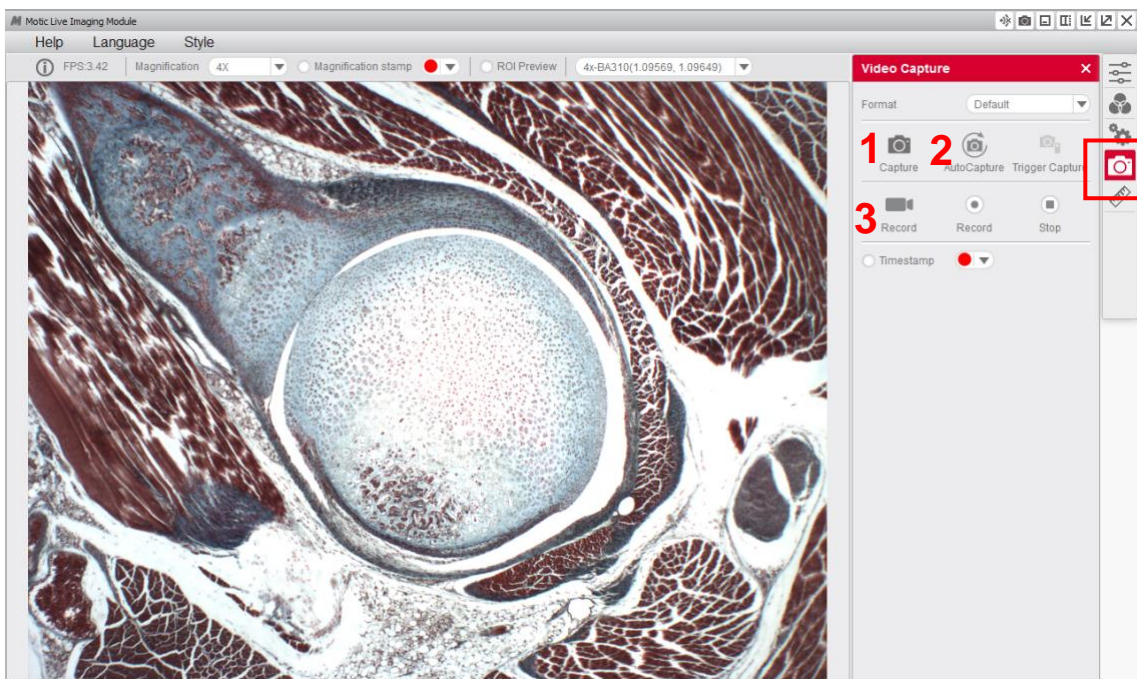 Motic Live Imaging Module
Help Language Style
FPS:3.42 Magnification 4X Magnification stamp ROI Preview 4x-BA310(1.09569, 1.09649)
Video Capture
Format Default
1 2
Capture AutoCapture Trigger Capture
3
Record Record Stop
Timestamp